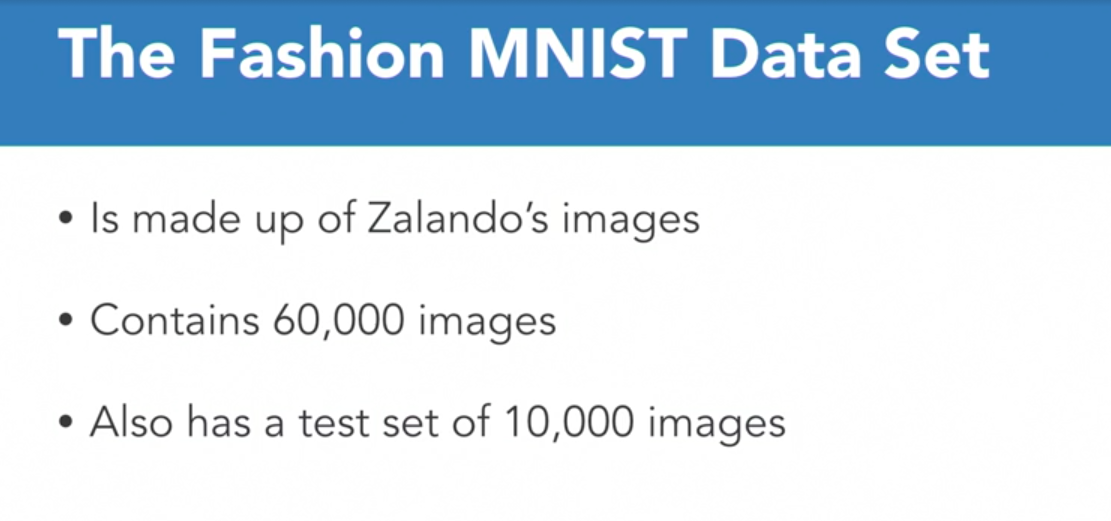 The Fashion MNIST Data Set
• Is made up of Zalando’s images
• Contains 60,000 images
• Also has a test set of 10,000 images